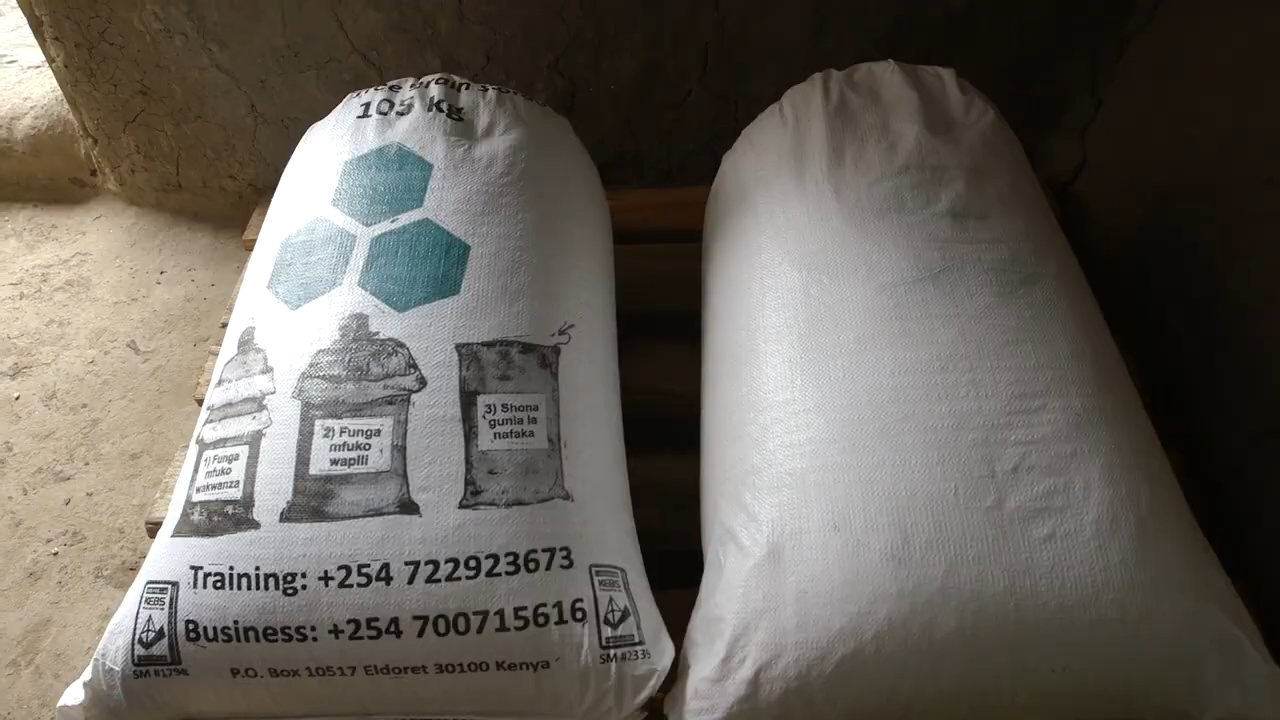 105 kg
1) Funga
mfuko
wakwanza
2) Funga
mfuko
wapili
3) Shona
gunia la
nafaka
Training: +254 722923673
Business: +254 700715616
KEBS
KEBS
SM #1798
SM #2335
P.O. Box 10517 Eldoret 30100 Kenya